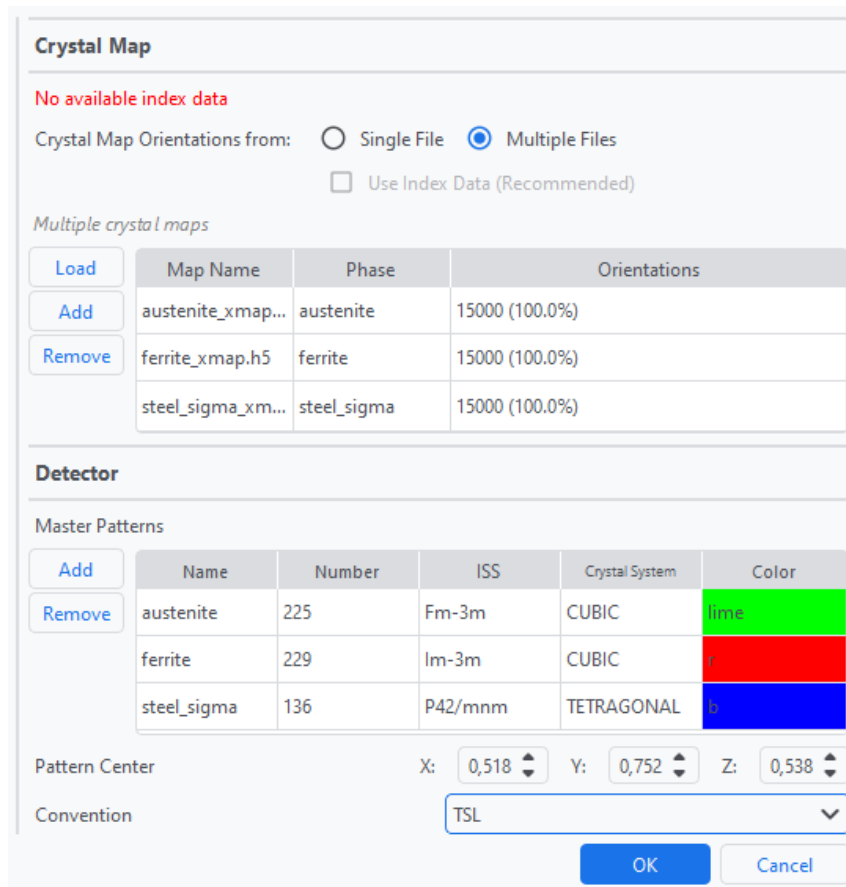 Crystal Map
No available index data
Crystal Map Orientations from: Single File Multiple Files
Use Index Data (Recommended)
Multiple crystal maps
Load
Add
Remove
Map Name Phase Orientations
austenite_xmap... austenite 15000 (100.0%)
ferrite_xmap.h5 ferrite 15000 (100.0%)
steel_sigma_xm... steel_sigma 15000 (100.0%)
Detector
Master Patterns
Add
Remove
Name Number ISS Crystal System Color
austenite 225 Fm-3m CUBIC lime
ferrite 229 Im-3m CUBIC r
steel_sigma 136 P42/mnm TETRAGONAL b
Pattern Center X: 0,518 Y: 0,752 Z: 0,538
Convention TSL
OK Cancel